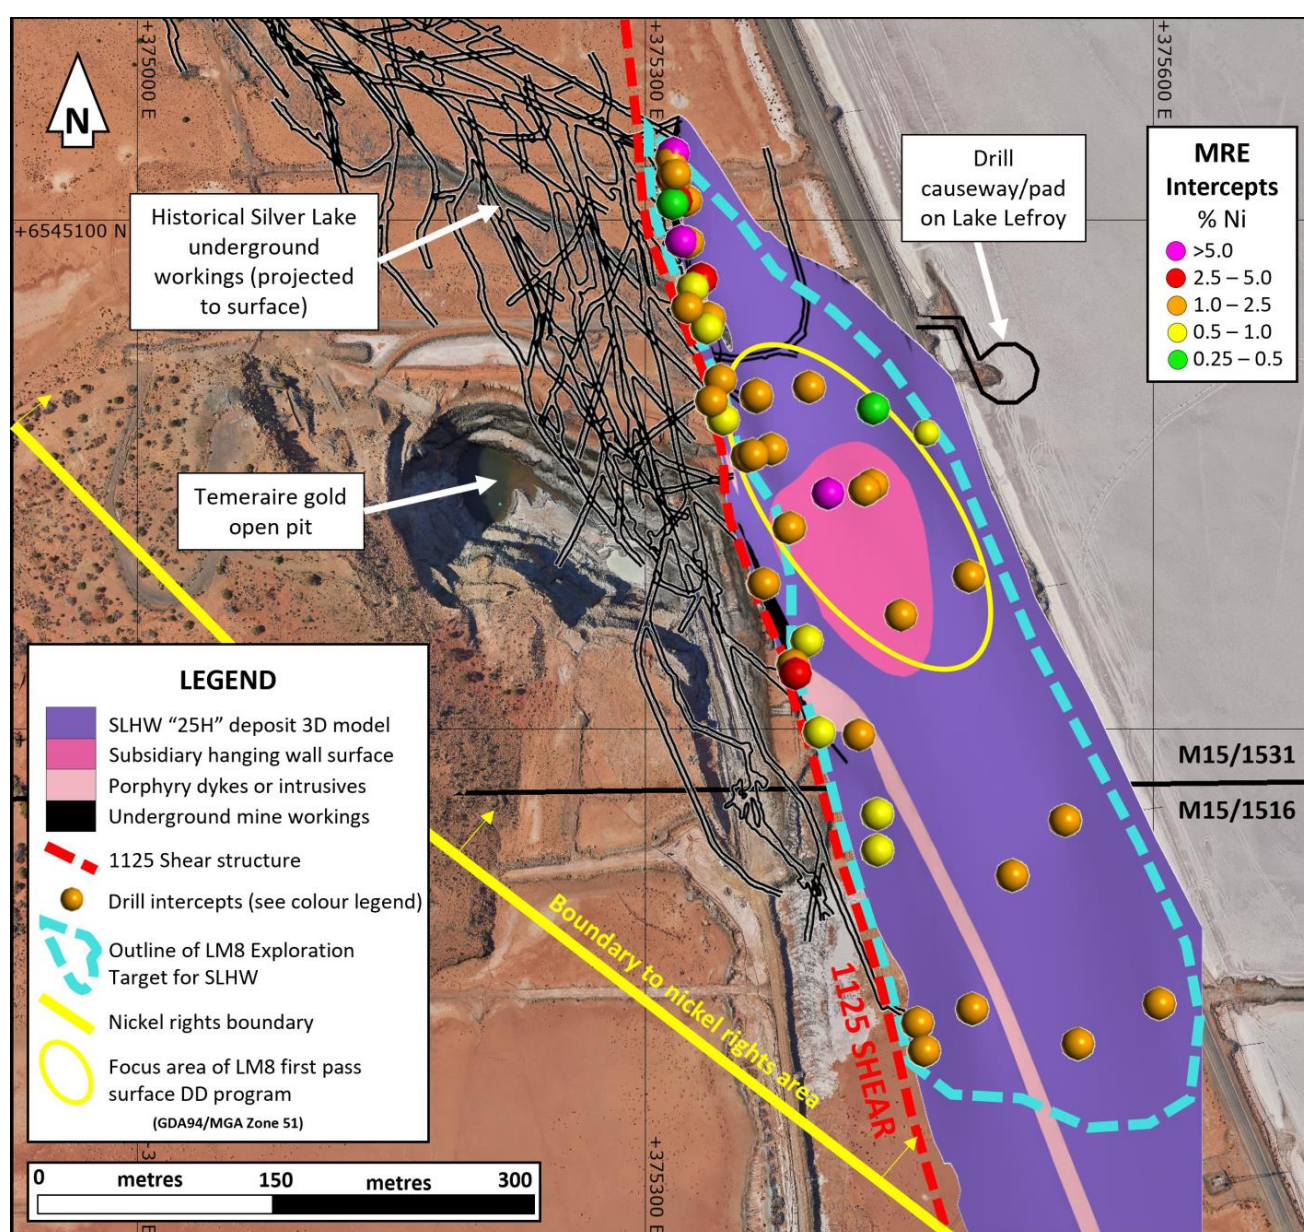 +375000 E
+375300 E
+375600 E
N
MRE
Intercepts
% Ni
>5.0
2.5 – 5.0
1.0 – 2.5
0.5 – 1.0
0.25 – 0.5
Drill
causeway/pad
on Lake Lefroy
Historical Silver Lake
underground
workings (projected
to surface)
+6545100 N
Temeraire gold
open pit
LEGEND
SLHW “25H” deposit 3D model
Subsidiary hanging wall surface
Porphyry dykes or intrusives
Underground mine workings
1125 Shear structure
Drill intercepts (see colour legend)
Outline of LM8 Exploration
Target for SLHW
Nickel rights boundary
Focus area of LM8 first pass
surface DD program
(GDA94/MGA Zone 51)
M15/1531
M15/1516
Boundary to nickel rights area
1125 SHEAR
0 metres 150 metres 300
+375300 E